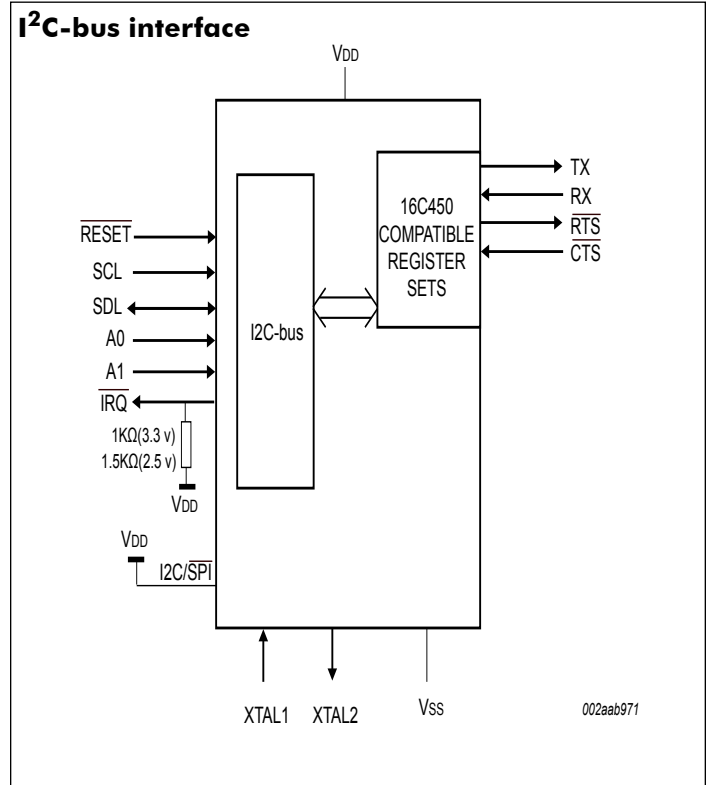 I²C-bus interface
VDD
TX
RX
RTS
CTS
16C450
COMPATIBLE
REGISTER
SETS
RESET
SCL
SDL
A0
A1
IRQ
I2C-bus
1KΩ(3.3 v)
1.5KΩ(2.5 v)
VDD
VDD
I2C/SPI
XTAL1 XTAL2 VSS
002aab971